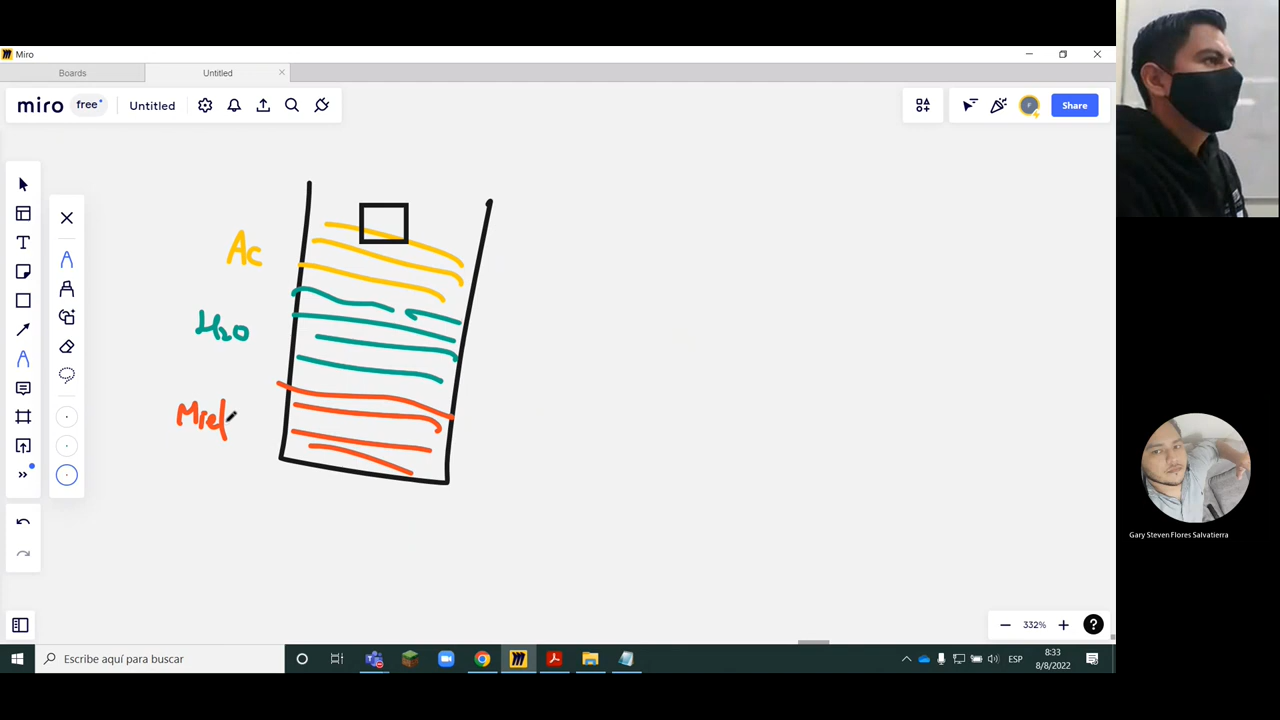 Miro
Boards
Untitled
miro free
Untitled
Share
Ac
H2O
Miel
332%
Gary Steven Flores Salvatierra
Escribe aquí para buscar
ESP
8:33
8/8/2022